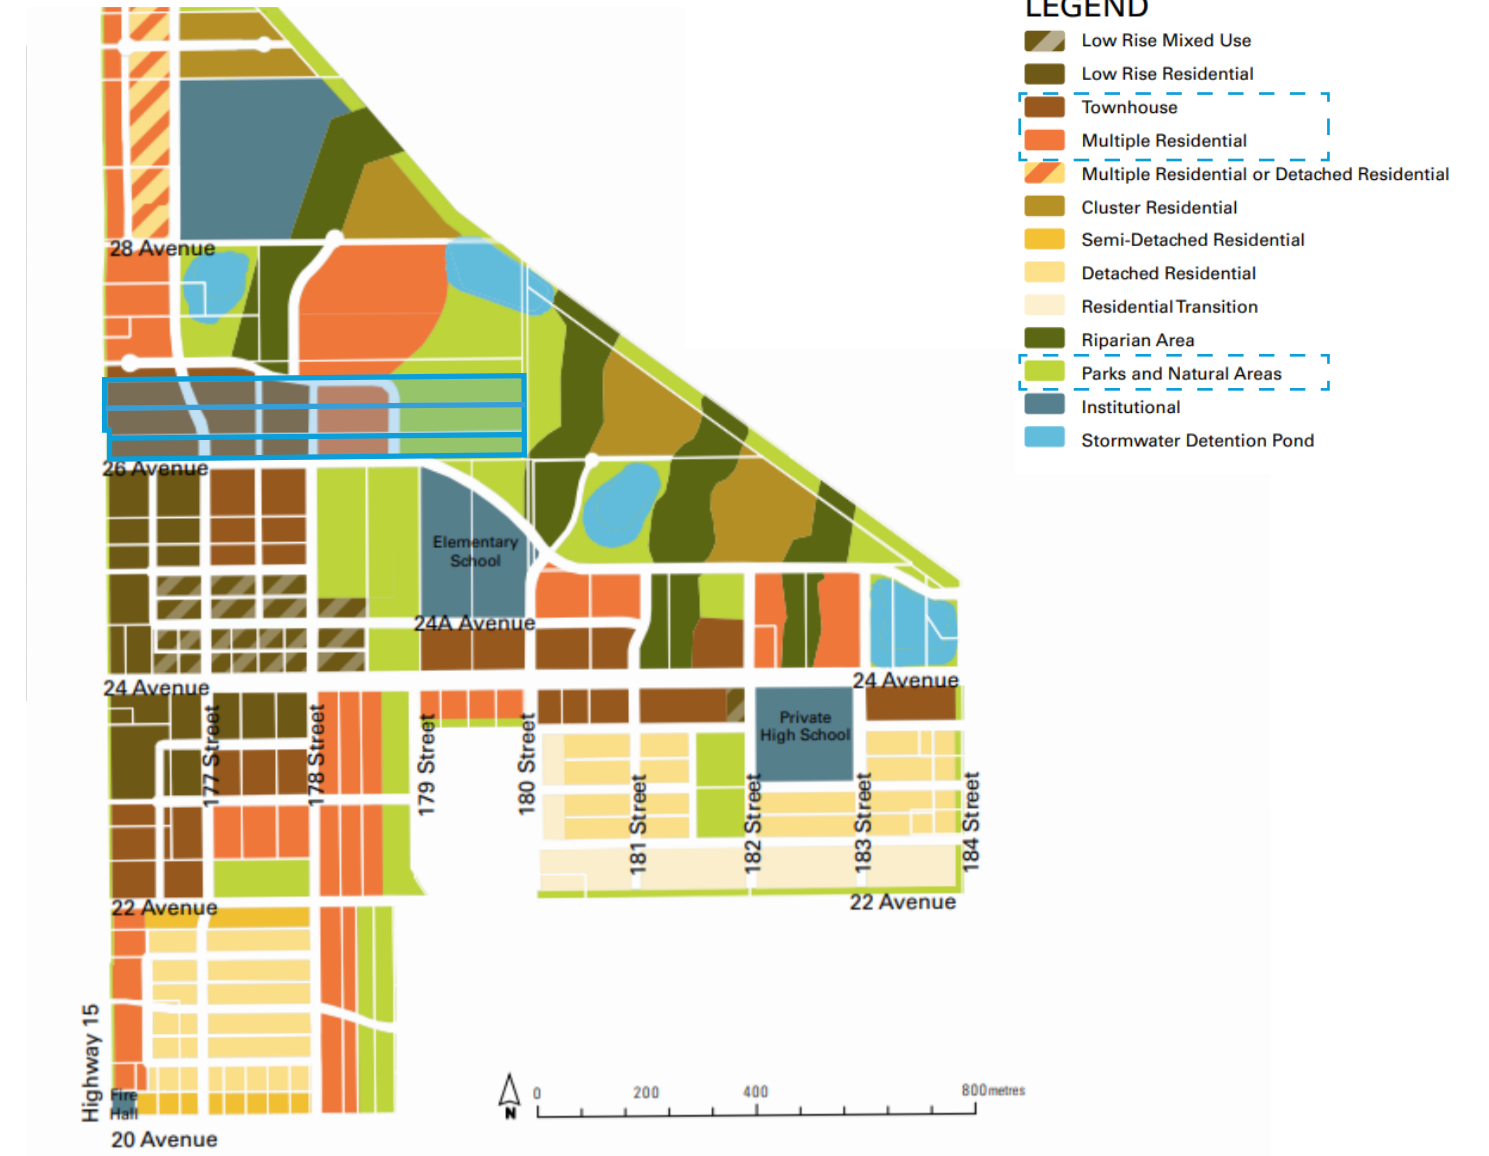 LEGEND
Low Rise Mixed Use
Low Rise Residential
Townhouse
Multiple Residential
Multiple Residential or Detached Residential
Cluster Residential
Semi-Detached Residential
Detached Residential
Residential Transition
Riparian Area
Parks and Natural Areas
Institutional
Stormwater Detention Pond
28 Avenue
26 Avenue
Elementary
School
24A Avenue
24 Avenue
24 Avenue
177 Street
178 Street
179 Street
180 Street
181 Street
182 Street
183 Street
184 Street
Private
High School
22 Avenue
22 Avenue
Highway 15
Fire
Hall
20 Avenue
N
0
200
400
800metres